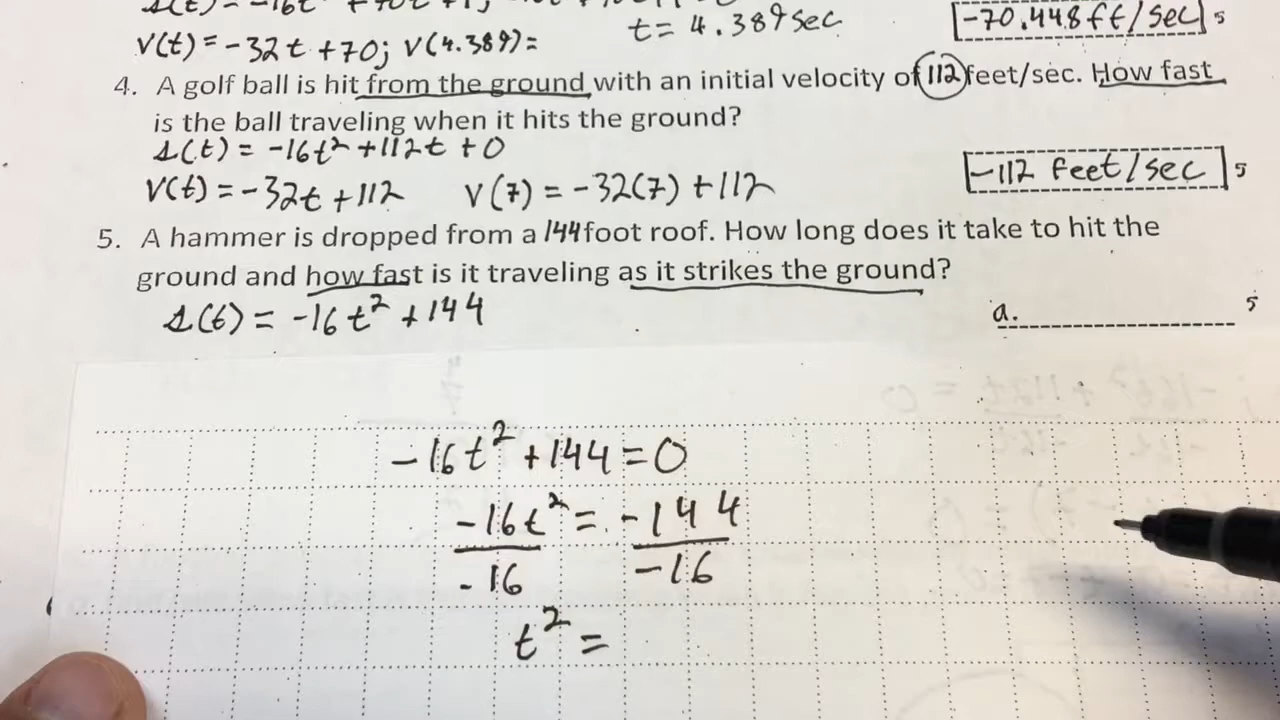 v(t) = -32t + 70; v(4.389) =
t = 4.389 sec
-70.448 ft/sec 5
4. A golf ball is hit from the ground with an initial velocity of 112 feet/sec. How fast
is the ball traveling when it hits the ground?
s(t) = -16t² + 112t + 0
v(t) = -32t + 112 v(7) = -32(7) + 112
-112 feet/sec 5
5. A hammer is dropped from a 144 foot roof. How long does it take to hit the
ground and how fast is it traveling as it strikes the ground?
s(t) = -16t² + 144
a. 5
-16t² + 144 = 0
-16t² = -144
-16 -16
t² =